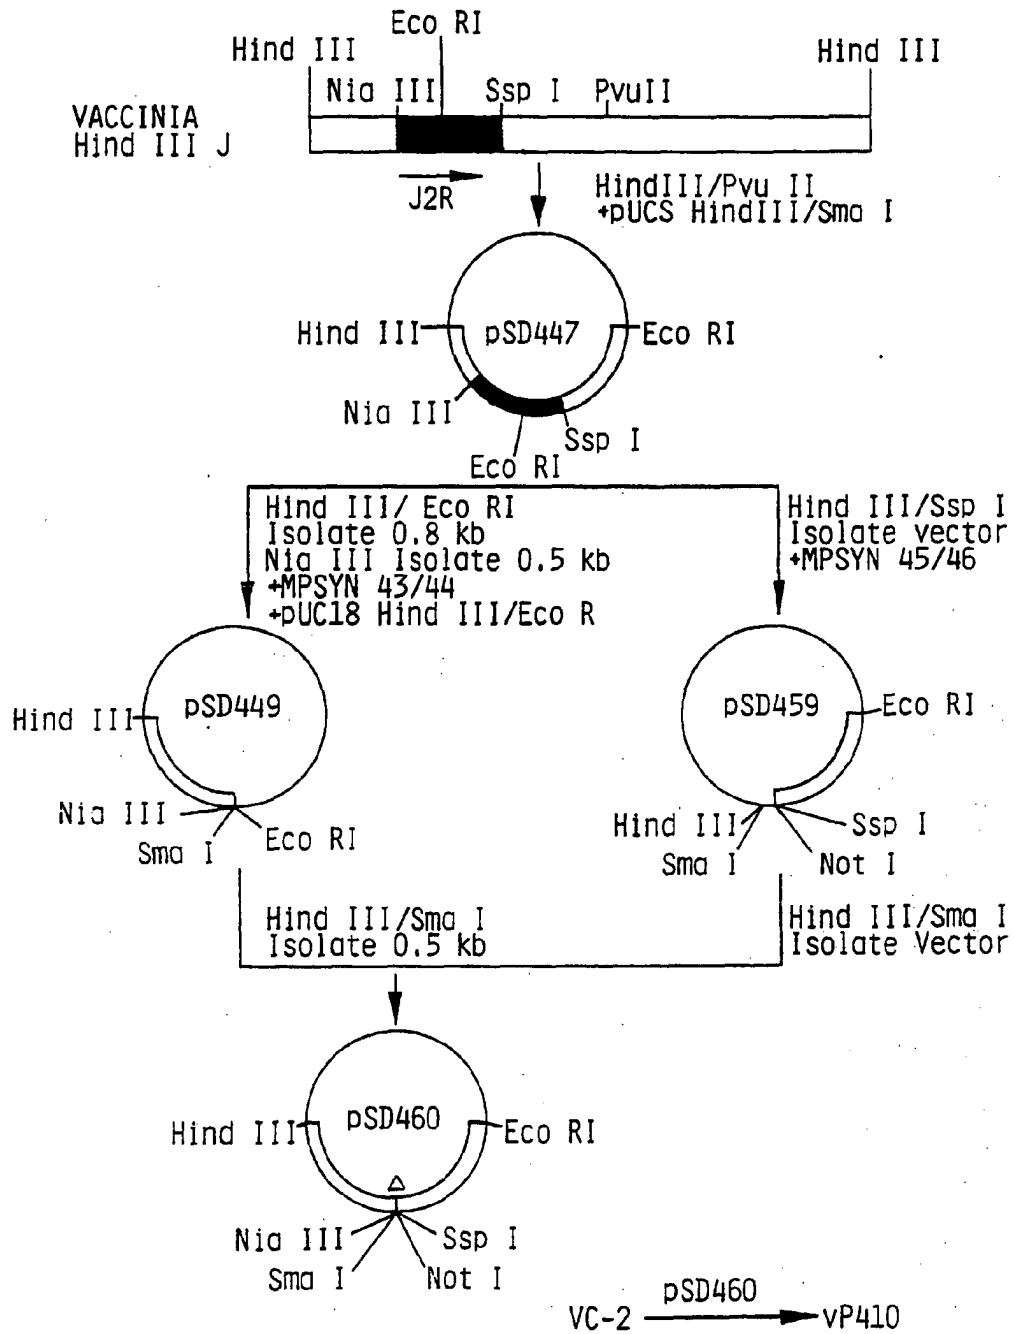 Eco RI
Hind III
Hind III
Nia III
Ssp I
PvuII
VACCINIA
Hind III J
J2R
HindIII/Pvu II
+pUCS HindIII/Sma I
Hind III
pSD447
Eco RI
Nia III
Ssp I
Eco RI
Hind III/ Eco RI
Isolate 0.8 kb
Nia III Isolate 0.5 kb
+MPSYN 43/44
+pUC18 Hind III/Eco R
Hind III/Ssp I
Isolate vector
+MPSYN 45/46
Hind III
pSD449
pSD459
Eco RI
Nia III
Sma I
Eco RI
Hind III
Sma I
Ssp I
Not I
Hind III/Sma I
Isolate 0.5 kb
Hind III/Sma I
Isolate Vector
Hind III
pSD460
Eco RI
Δ
Nia III
Ssp I
Sma I
Not I
pSD460
VC-2
vP410